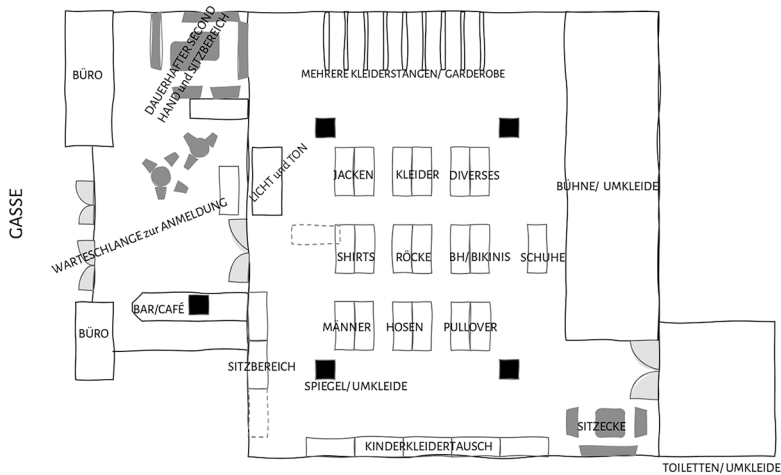 DAUERHAFTER SECOND
HAND und SITZBEREICH
BÜRO
MEHRERE KLEIDERSTANGEN/ GARDEROBE
LICHT und TON
JACKEN
KLEIDER
DIVERSES
BÜHNE/ UMKLEIDE
GASSE
WARTESCHLANGE zur ANMELDUNG
SHIRTS
RÖCKE
BH/BIKINIS
SCHUHE
BAR/CAFÉ
BÜRO
MÄNNER
HOSEN
PULLOVER
SITZBEREICH
SPIEGEL/UMKLEIDE
SITZECKE
KINDERKLEIDERTAUSCH
TOILETTEN/ UMKLEIDE